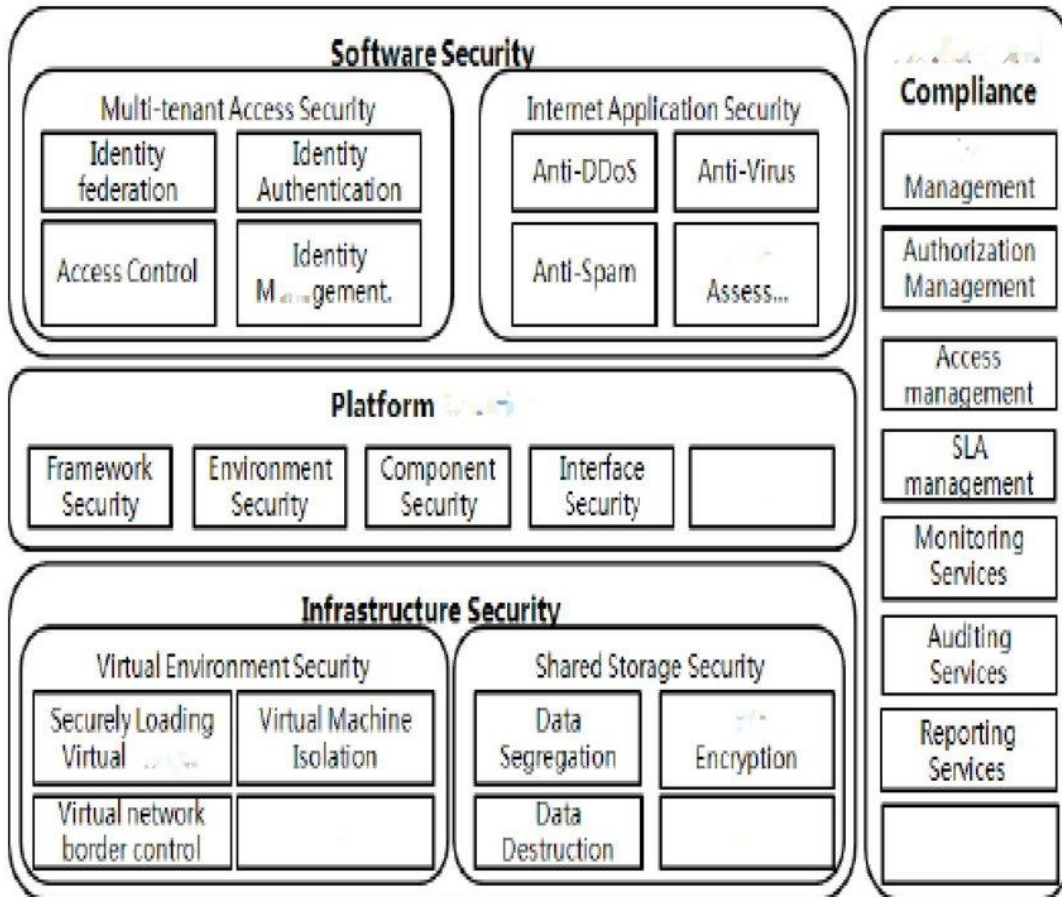 Software Security
Multi-tenant Access Security
Identity
federation
Identity
Authentication
Access Control
Identity
Internet Application Security
Anti-DDoS
Anti-Virus
Anti-Spam
Assess...
Platform
Framework
Security
Environment
Security
Component
Security
Interface
Security
Infrastructure Security
Virtual Environment Security
Securely Loading
Virtual
Virtual Machine
Isolation
Virtual network
border control
Shared Storage Security
Data
Segregation
Encryption
Data
Destruction
Compliance
Management
Authorization
Management
Access
management
SLA
management
Monitoring
Services
Auditing
Services
Reporting
Services